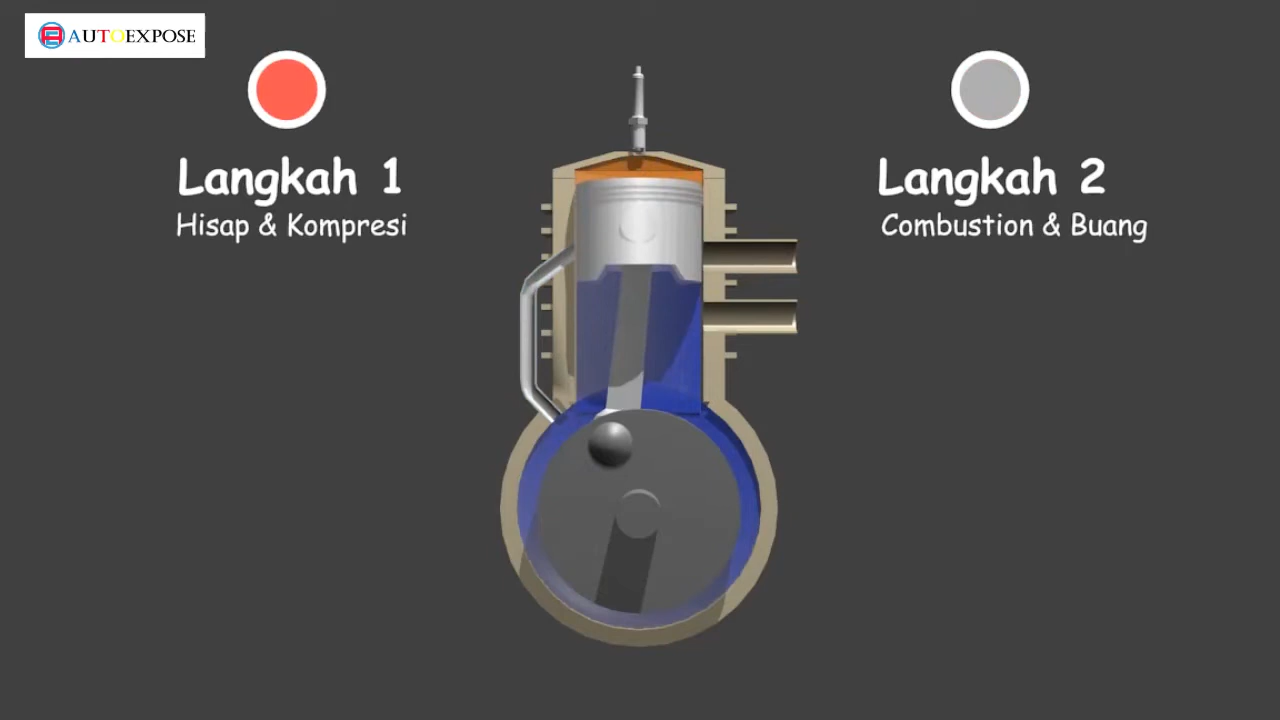 AUTOEXPOSE
Langkah 1
Hisap & Kompresi
Langkah 2
Combustion & Buang